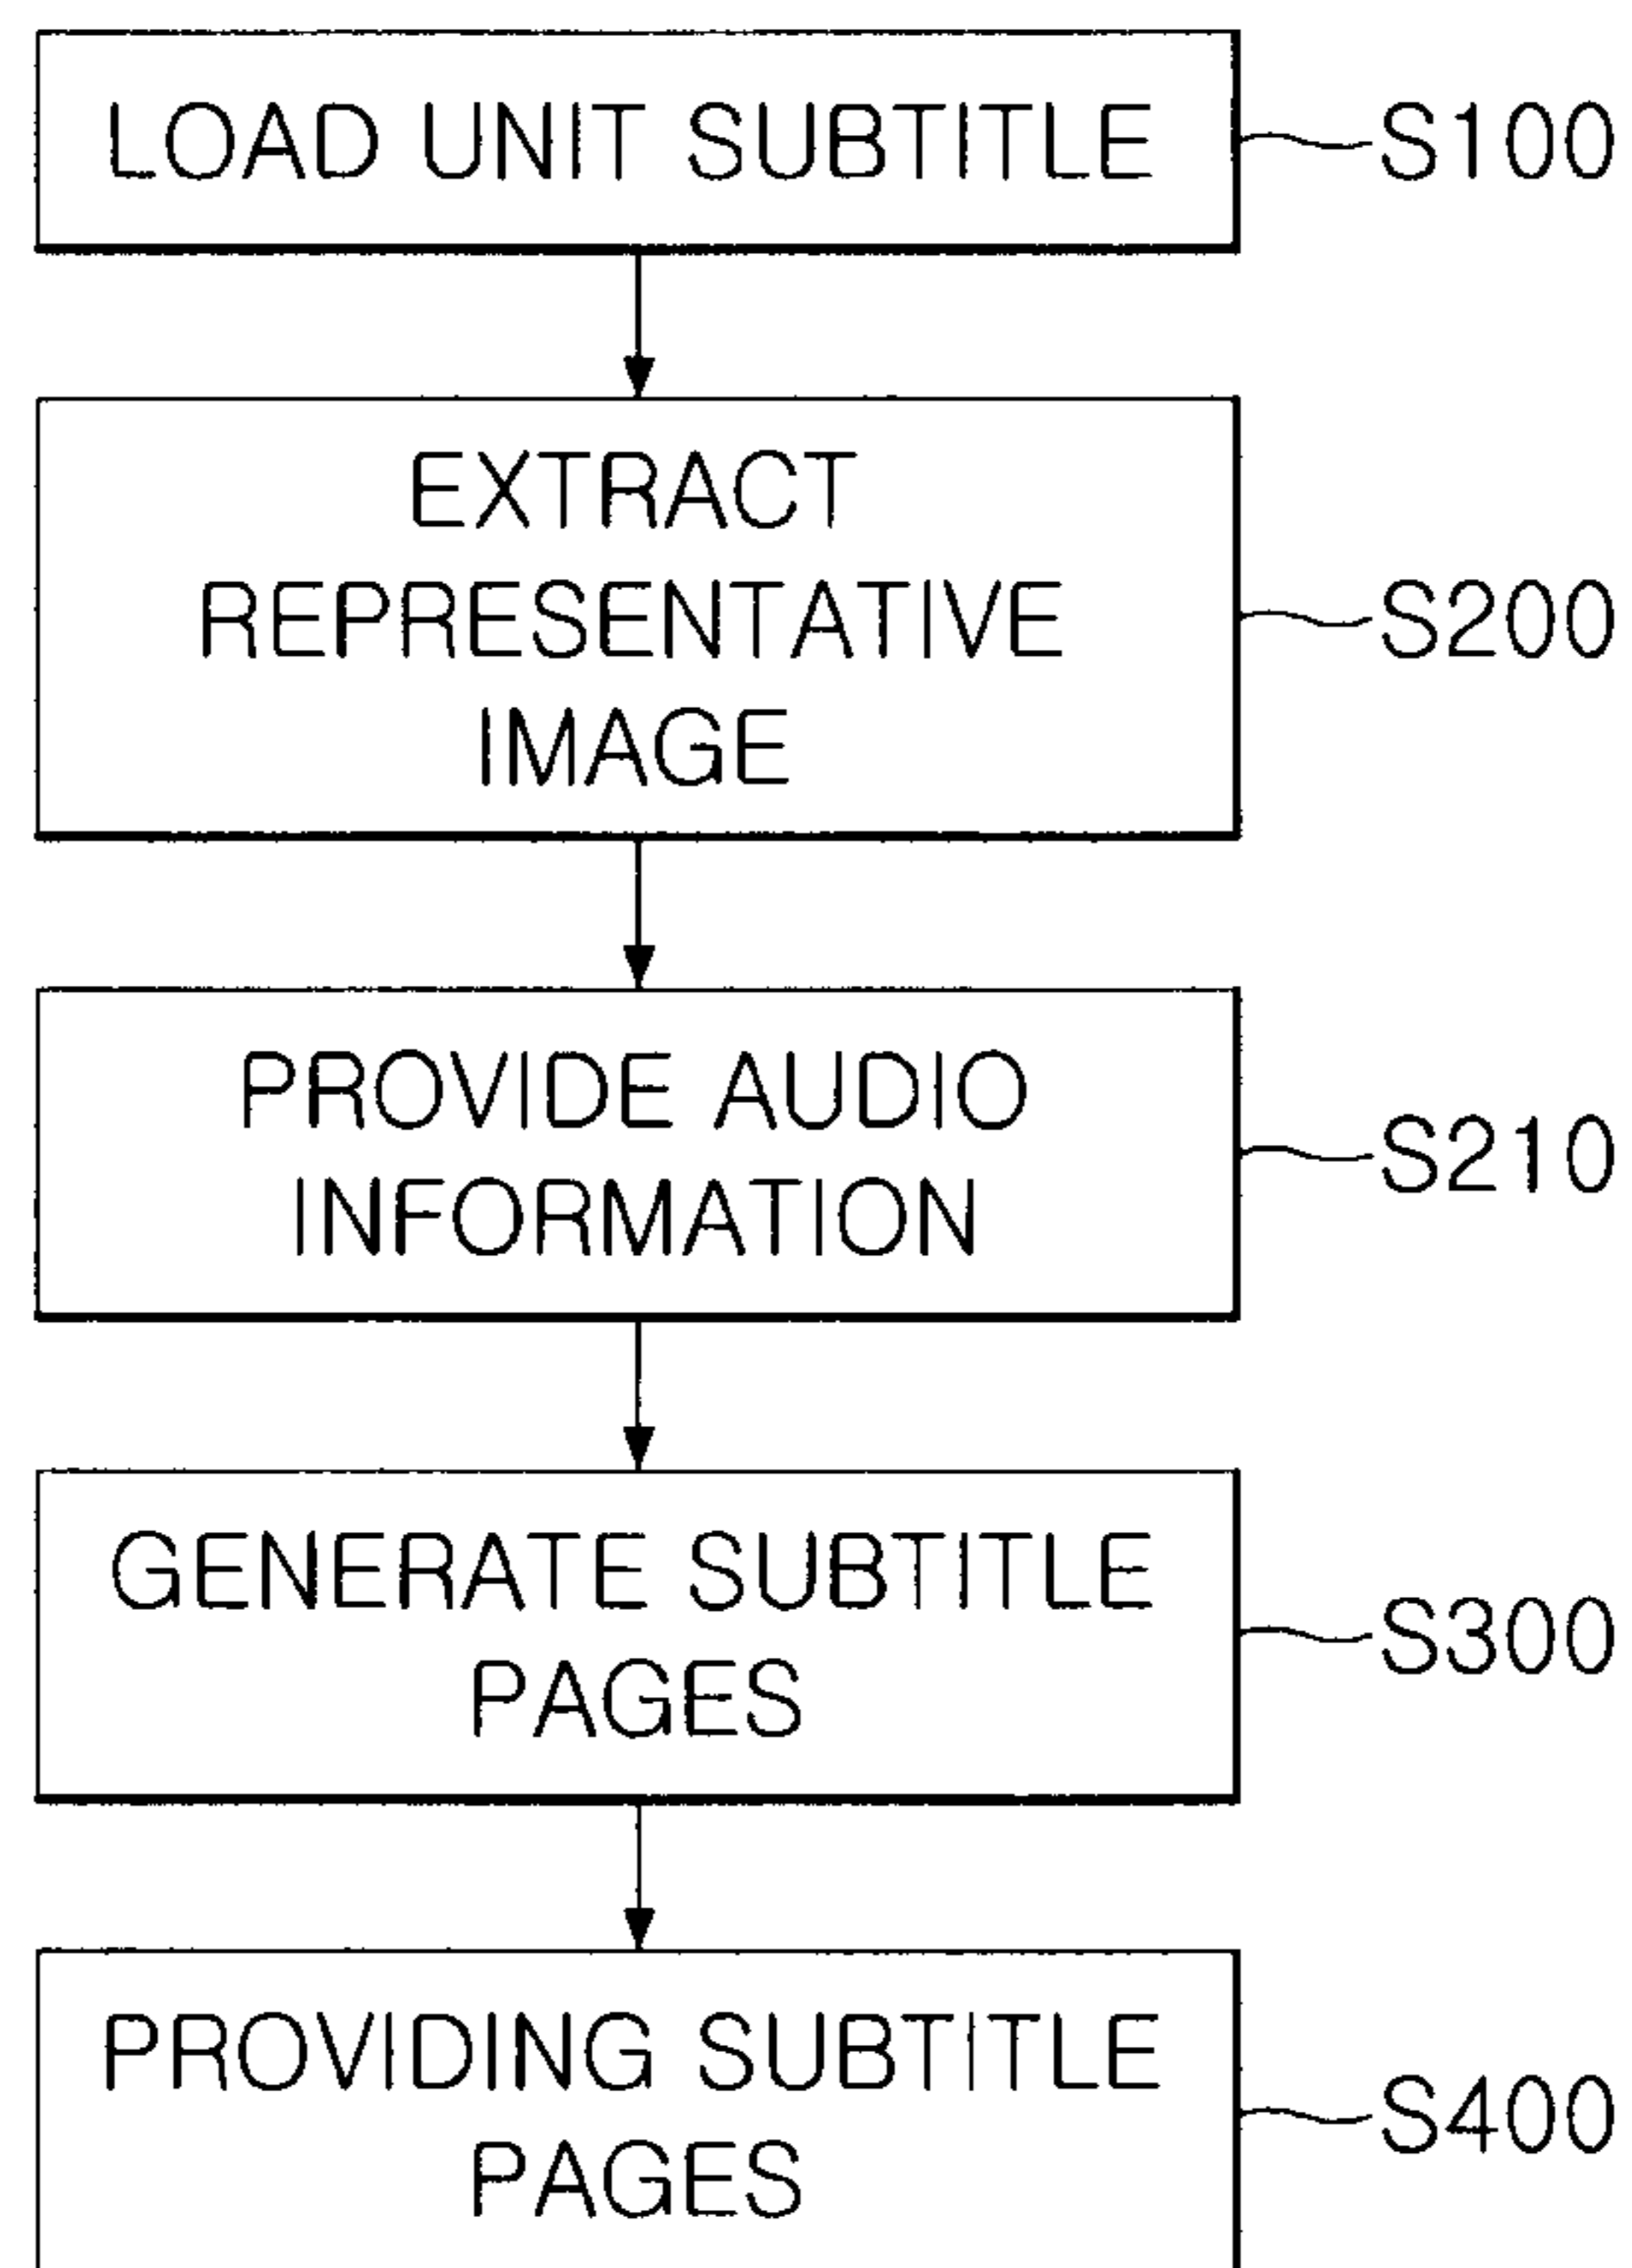 LOAD UNIT SUBTITLE
S100
EXTRACT
REPRESENTATIVE
IMAGE
S200
PROVIDE AUDIO
INFORMATION
S210
GENERATE SUBTITLE
PAGES
S300
PROVIDING SUBTITLE
PAGES
S400